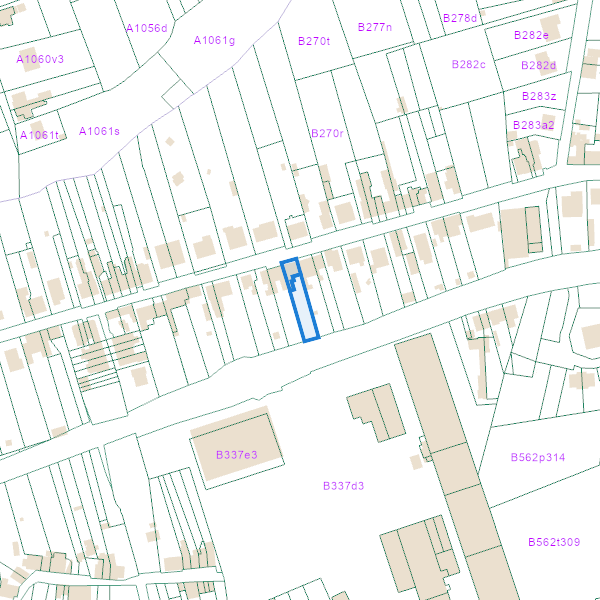 B278d
A1056d
B277n
B282e
A1061g
B270t
A1060v3
B282c
B282d
B283z
B283a2
A1061t
A1061s
B270r
B337e3
B562p314
B337d3
B562t309